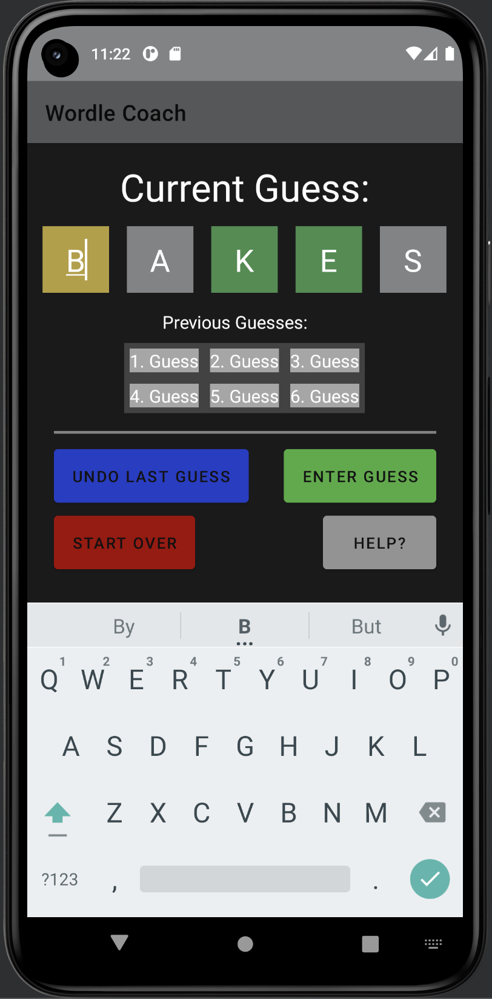 11:22
Wordle Coach
Current Guess:
B A K E S
Previous Guesses:
1. Guess 2. Guess 3. Guess
4. Guess 5. Guess 6. Guess
UNDO LAST GUESS ENTER GUESS
START OVER HELP?
By B But
1 2 3 4 5 6 7 8 9 0
Q W E R T Y U I O P
A S D F G H J K L
Z X C V B N M
?123 , .